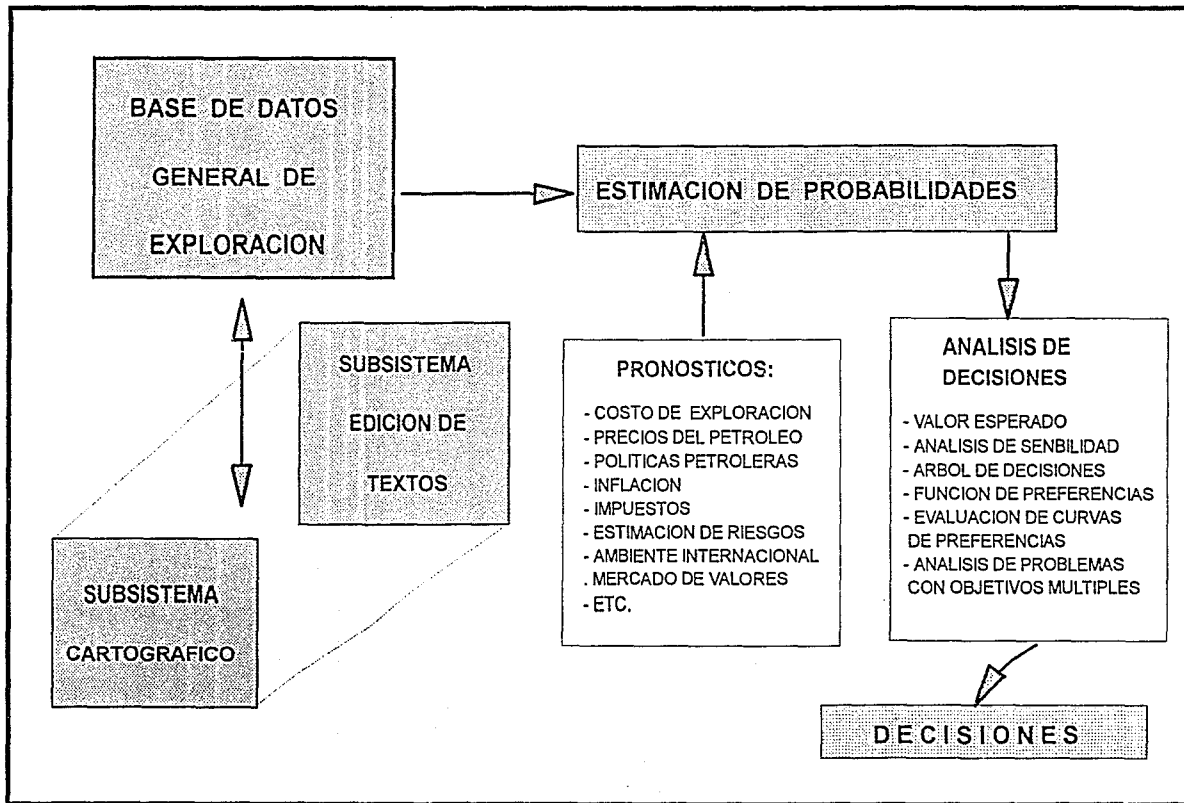 BASE DE DATOS
GENERAL DE
EXPLORACION
ESTIMACION DE PROBABILIDADES
SUBSISTEMA
EDICION DE
TEXTOS
SUBSISTEMA
CARTOGRAFICO
PRONOSTICOS:
- COSTO DE EXPLORACION
- PRECIOS DEL PETROLEO
- POLITICAS PETROLERAS
- INFLACION
- IMPUESTOS
- ESTIMACION DE RIESGOS
- AMBIENTE INTERNACIONAL
. MERCADO DE VALORES
- ETC.
ANALISIS DE
DECISIONES
- VALOR ESPERADO
- ANALISIS DE SENBILIDAD
- ARBOL DE DECISIONES
- FUNCION DE PREFERENCIAS
- EVALUACION DE CURVAS
DE PREFERENCIAS
- ANALISIS DE PROBLEMAS
CON OBJETIVOS MULTIPLES
DECISIONES